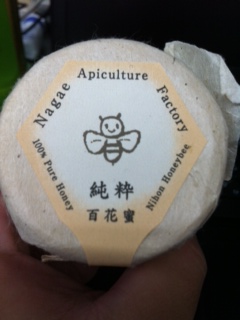 Nagae Apiculture Factory
100% Pure Honey
Nihon Honeybee
純粋
百花蜜